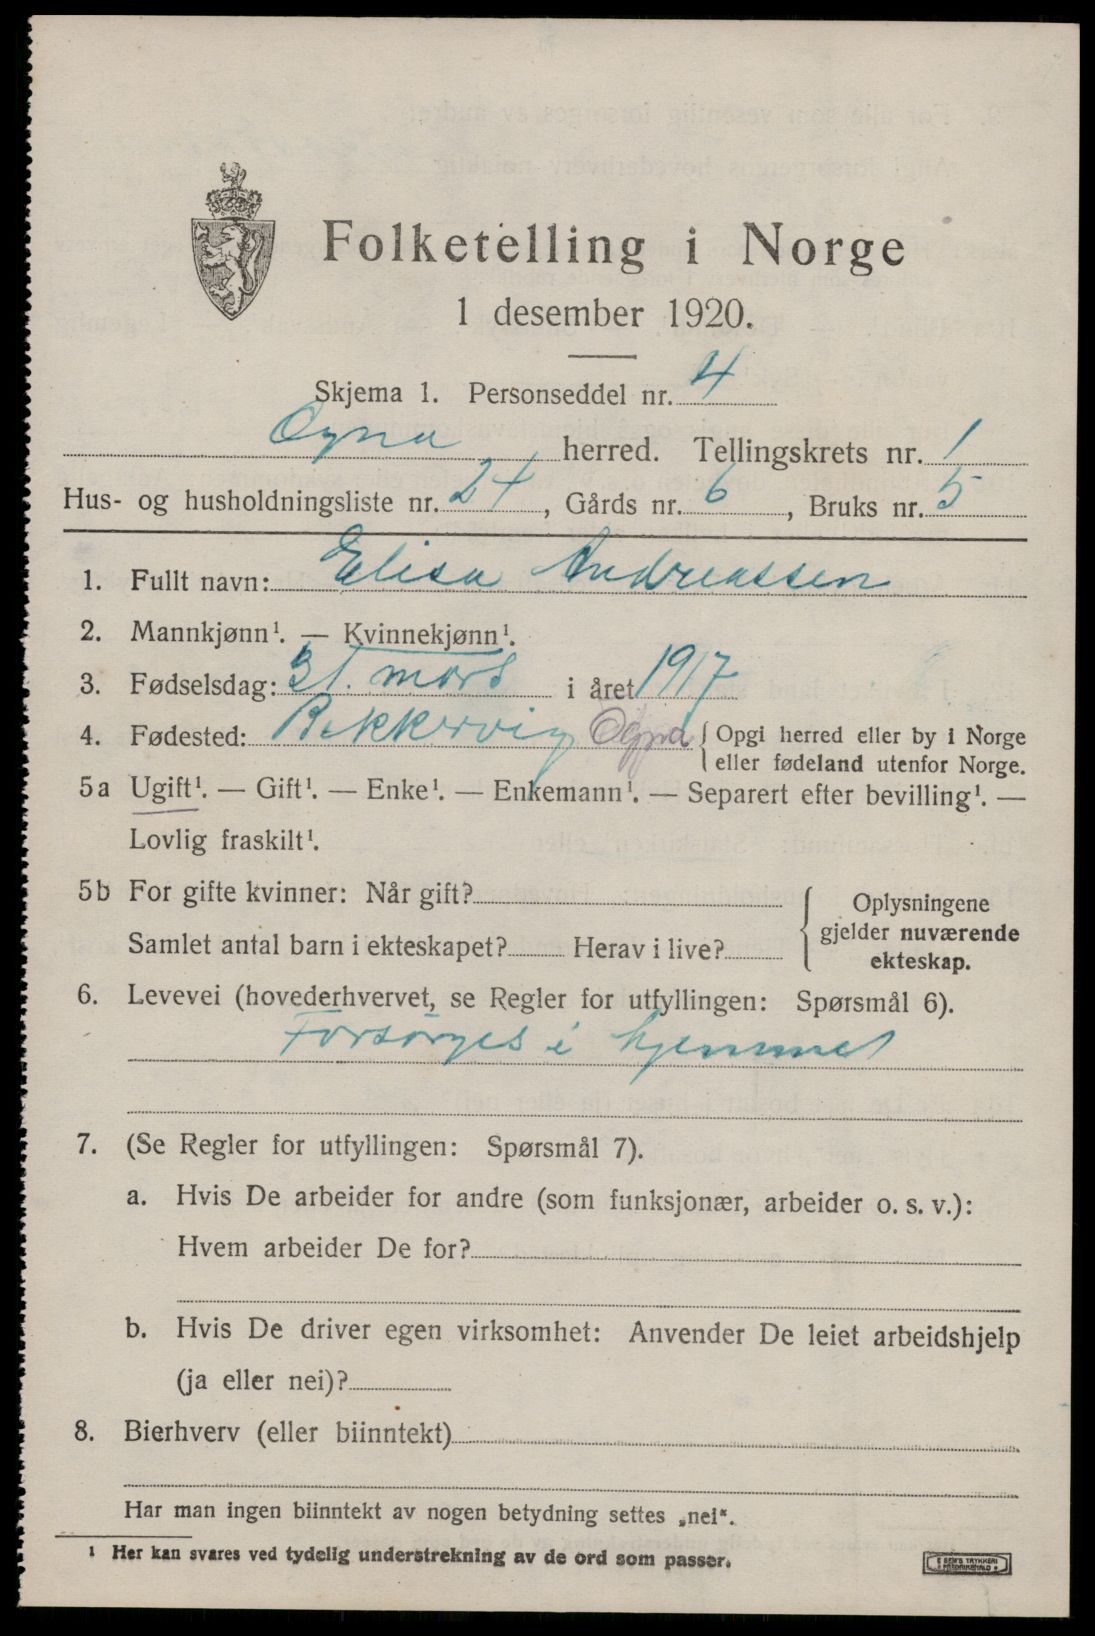 Folketelling i Norge
1 desember 1920.
Skjema 1. Personseddel nr. 4
Ogna herred. Tellingskrets nr. 1
Hus- og husholdningsliste nr. 24, Gårds nr. 6, Bruks nr. 5
1. Fullt navn: Elisa Andreassen
2. Mannkjønn¹. — Kvinnekjønn¹.
3. Fødselsdag: 31. mars i året 1917
4. Fødested: Ogna { Opgi herred eller by i Norge
eller fødeland utenfor Norge.
5a Ugift¹. — Gift¹. — Enke¹. — Enkemann¹. — Separert efter bevilling¹. —
Lovlig fraskilt¹.
5b For gifte kvinner: Når gift?
Samlet antal barn i ekteskapet? Herav i live?
Oplysningene
gjelder nuværende
ekteskap.
6. Levevei (hovederhvervet, se Regler for utfyllingen: Spørsmål 6).
Forsørges i hjemmet
7. (Se Regler for utfyllingen: Spørsmål 7).
a. Hvis De arbeider for andre (som funksjonær, arbeider o. s. v.):
Hvem arbeider De for?
b. Hvis De driver egen virksomhet: Anvender De leiet arbeidshjelp
(ja eller nei)?
8. Bierhverv (eller biinntekt)
Har man ingen biinntekt av nogen betydning settes „nei“.
¹ Her kan svares ved tydelig understrekning av de ord som passer.
E SEM'S TRYKKERI
FREDRIKSHALD